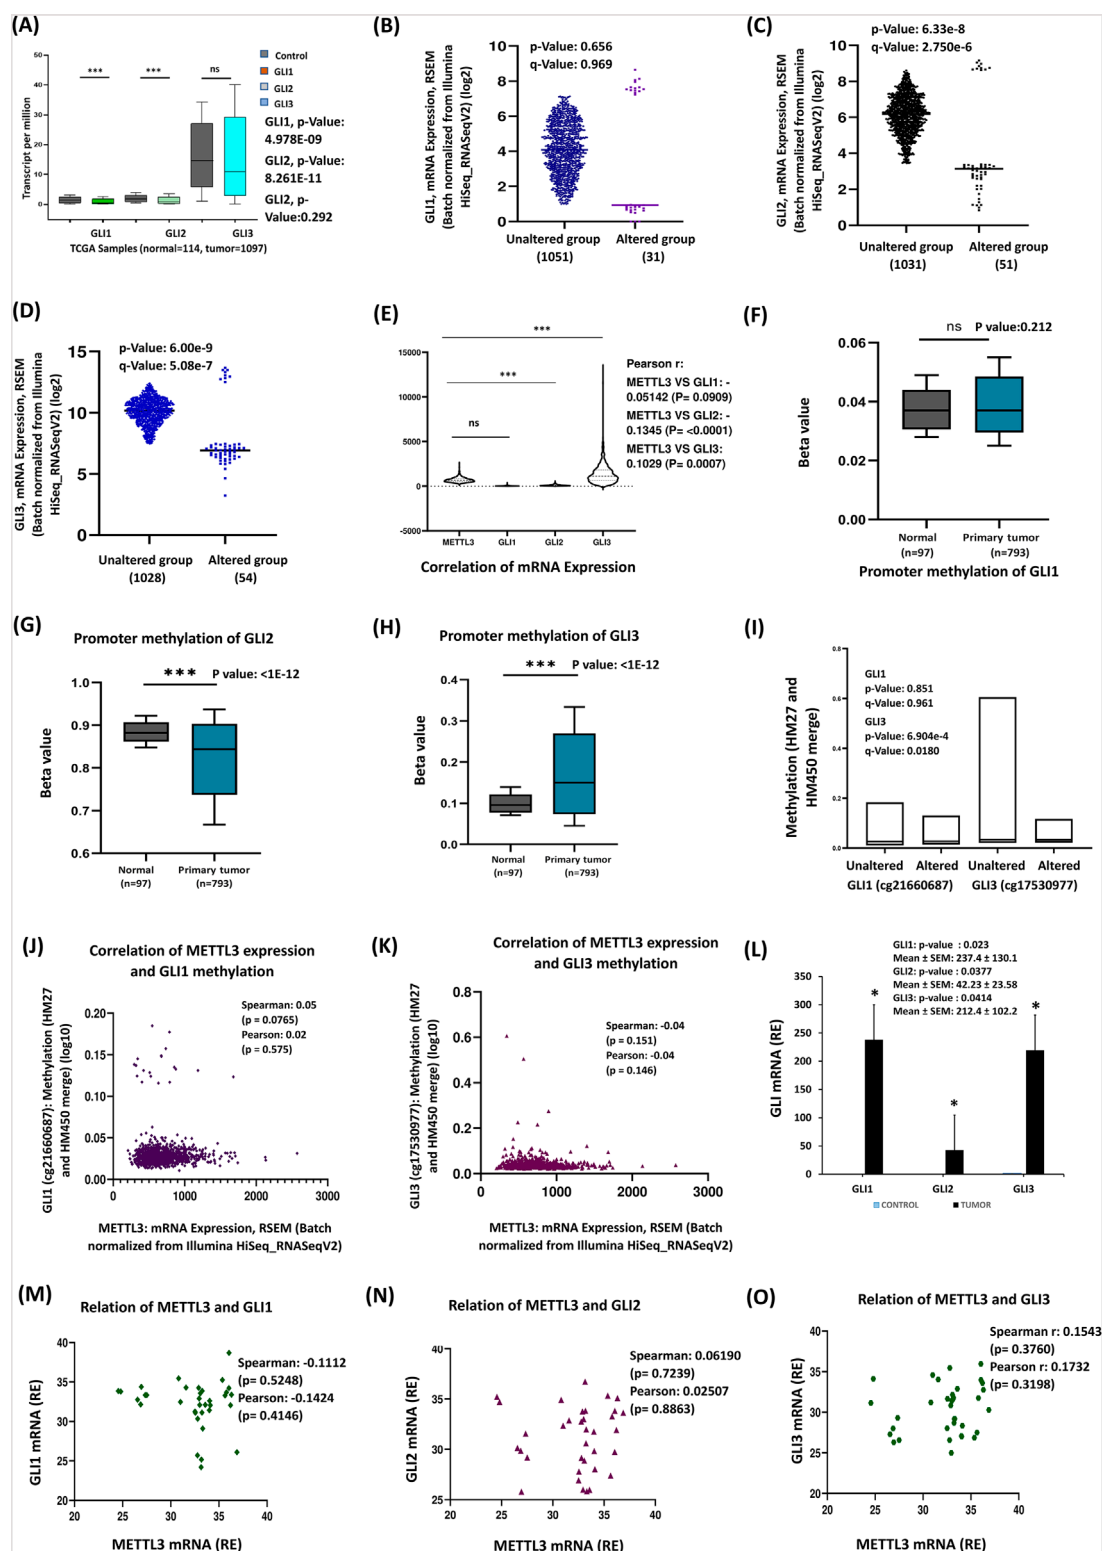 (A)
50
40
30
20
10
0
Transcript per million
***
***
ns
Control
GLI1
GLI2
GLI3
GLI1, p-Value:
4.978E-09
GLI2, p-Value:
8.261E-11
GLI2, p-
Value:0.292
GLI1
GLI2
GLI3
TCGA Samples (normal=114, tumor=1097)
(B)
p-Value: 0.656
q-Value: 0.969
GLI1, mRNA Expression, RSEM
(Batch normalized from Illumina
HiSeq_RNASeqV2) (log2)
10
8
6
4
2
0
Unaltered group
(1051)
Altered group
(31)
(C)
p-Value: 6.33e-8
q-Value: 2.750e-6
GLI2, mRNA Expression, RSEM
(Batch normalized from Illumina
HiSeq_RNASeqV2) (log2)
10
8
6
4
2
0
Unaltered group
(1031)
Altered group
(51)
(D)
p-Value: 6.00e-9
q-Value: 5.08e-7
GLI3, mRNA Expression, RSEM
(Batch normalized from Illumina
HiSeq_RNASeqV2) (log2)
15
10
5
0
Unaltered group
(1028)
Altered group
(54)
(E)
15000
10000
5000
0
-5000
***
***
ns
Pearson r:
METTL3 VS GLI1: -
0.05142 (P= 0.0909)
METTL3 VS GLI2: -
0.1345 (P= <0.0001)
METTL3 VS GLI3:
0.1029 (P= 0.0007)
METTL3
GLI1
GLI2
GLI3
Correlation of mRNA Expression
(F)
ns
P value:0.212
Beta value
0.06
0.04
0.02
0.00
Normal
(n=97)
Primary tumor
(n=793)
Promoter methylation of GLI1
(G)
Promoter methylation of GLI2
*** P value: <1E-12
Beta value
1.0
0.9
0.8
0.7
0.6
Normal
(n=97)
Primary tumor
(n=793)
(H)
Promoter methylation of GLI3
*** P value: <1E-12
Beta value
0.4
0.3
0.2
0.1
0.0
Normal
(n=97)
Primary tumor
(n=793)
(I)
Methylation (HM27 and
HM450 merge)
0.8
0.6
0.4
0.2
0.0
GLI1
p-Value: 0.851
q-Value: 0.961
GLI3
p-Value: 6.904e-4
q-Value: 0.0180
Unaltered Altered Unaltered Altered
GLI1 (cg21660687) GLI3 (cg17530977)
(J)
Correlation of METTL3 expression
and GLI1 methylation
Spearman: 0.05
(p = 0.0765)
Pearson: 0.02
(p = 0.575)
GLI1 (cg21660687): Methylation (HM27
and HM450 merge) (log10)
0.20
0.15
0.10
0.05
0.00
0 1000 2000 3000
METTL3: mRNA Expression, RSEM (Batch
normalized from Illumina HiSeq_RNASeqV2)
(K)
Correlation of METTL3 expression
and GLI3 methylation
Spearman: -0.04
(p = 0.151)
Pearson: -0.04
(p = 0.146)
GLI3 (cg17530977): Methylation (HM27
and HM450 merge) (log10)
0.8
0.6
0.4
0.2
0.0
0 1000 2000 3000
METTL3: mRNA Expression, RSEM (Batch
normalized from Illumina HiSeq_RNASeqV2)
(L)
GLI1: p-value : 0.023
Mean ± SEM: 237.4 ± 130.1
GLI2: p-value : 0.0377
Mean ± SEM: 42.23 ± 23.58
GLI3: p-value : 0.0414
Mean ± SEM: 212.4 ± 102.2
GLI mRNA (RE)
350
300
250
200
150
100
50
0
*
*
*
GLI1
GLI2
GLI3
CONTROL
TUMOR
(M)
Relation of METTL3 and GLI1
Spearman: -0.1112
(p= 0.5248)
Pearson: -0.1424
(p= 0.4146)
GLI1 mRNA (RE)
40
35
30
25
20
20 25 30 35 40
METTL3 mRNA (RE)
(N)
Relation of METTL3 and GLI2
Spearman: 0.06190
(p= 0.7239)
Pearson: 0.02507
(p= 0.8863)
GLI2 mRNA (RE)
40
35
30
25
20 25 30 35 40
METTL3 mRNA (RE)
(O)
Relation of METTL3 and GLI3
Spearman r: 0.1543
(p= 0.3760)
Pearson r: 0.1732
(p= 0.3198)
GLI3 mRNA (RE)
40
35
30
25
20
20 25 30 35 40
METTL3 mRNA (RE)